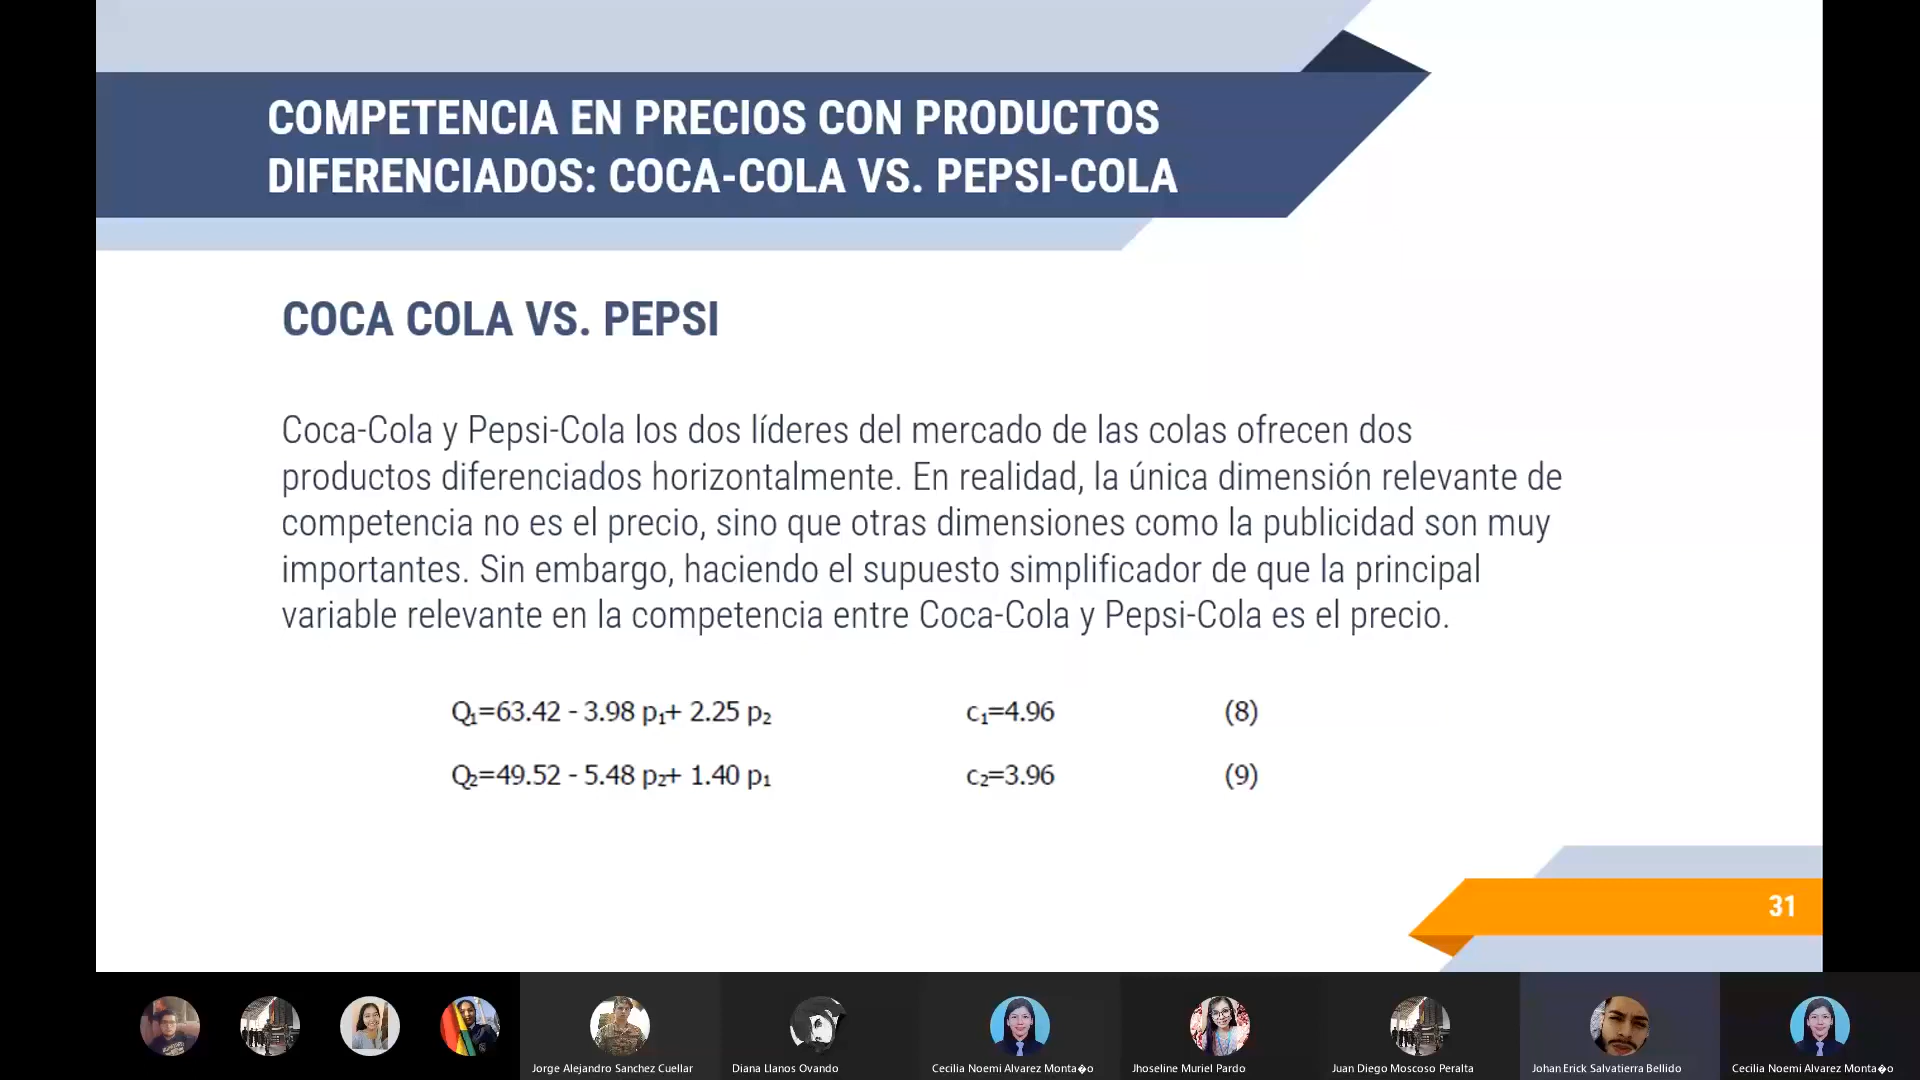 COMPETENCIA EN PRECIOS CON PRODUCTOS
DIFERENCIADOS: COCA-COLA VS. PEPSI-COLA
COCA COLA VS. PEPSI
Coca-Cola y Pepsi-Cola los dos líderes del mercado de las colas ofrecen dos
productos diferenciados horizontalmente. En realidad, la única dimensión relevante de
competencia no es el precio, sino que otras dimensiones como la publicidad son muy
importantes. Sin embargo, haciendo el supuesto simplificador de que la principal
variable relevante en la competencia entre Coca-Cola y Pepsi-Cola es el precio.
Q₁=63.42 - 3.98 p₁+ 2.25 p₂ c₁=4.96 (8)
Q₂=49.52 - 5.48 p₂+ 1.40 p₁ c₂=3.96 (9)
31
Jorge Alejandro Sanchez Cuellar
Diana Llanos Ovando
Cecilia Noemi Alvarez Monta�o
Jhoseline Muriel Pardo
Juan Diego Moscoso Peralta
Johan Erick Salvatierra Bellido
Cecilia Noemi Alvarez Monta�o